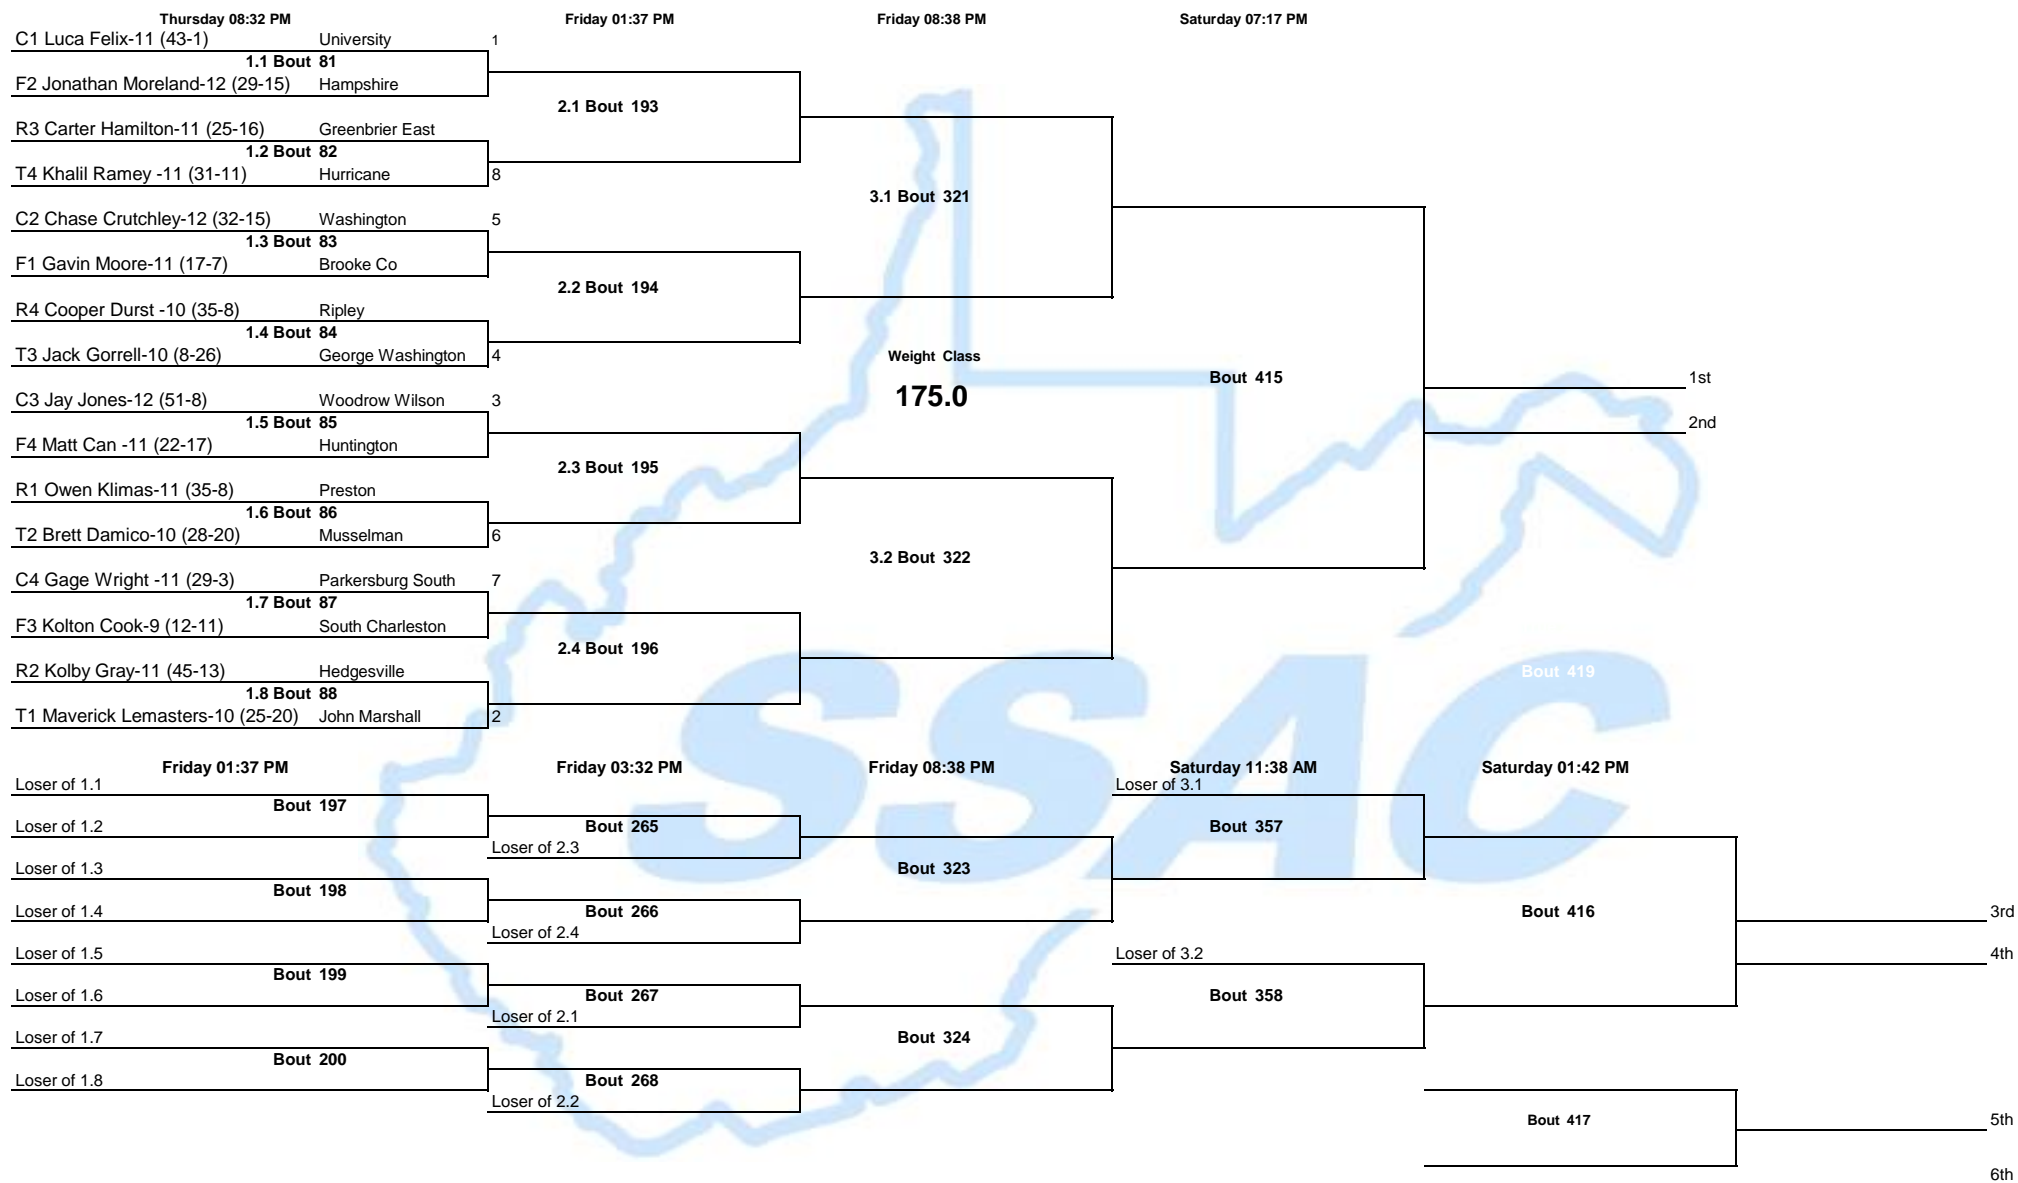 Thursday 08:32 PM Friday 01:37 PM Friday 08:38 PM Saturday 07:17 PM
C1 Luca Felix-11 (43-1) University 1
1.1 Bout 81
F2 Jonathan Moreland-12 (29-15) Hampshire
2.1 Bout 193
R3 Carter Hamilton-11 (25-16) Greenbrier East
1.2 Bout 82
T4 Khalil Ramey -11 (31-11) Hurricane 8
3.1 Bout 321
C2 Chase Crutchley-12 (32-15) Washington 5
1.3 Bout 83
F1 Gavin Moore-11 (17-7) Brooke Co
2.2 Bout 194
R4 Cooper Durst -10 (35-8) Ripley
1.4 Bout 84
T3 Jack Gorrell-10 (8-26) George Washington 4
Weight Class
175.0
Bout 415
1st
2nd
C3 Jay Jones-12 (51-8) Woodrow Wilson 3
1.5 Bout 85
F4 Matt Can -11 (22-17) Huntington
2.3 Bout 195
R1 Owen Klimas-11 (35-8) Preston
1.6 Bout 86
T2 Brett Damico-10 (28-20) Musselman 6
3.2 Bout 322
C4 Gage Wright -11 (29-3) Parkersburg South 7
1.7 Bout 87
F3 Kolton Cook-9 (12-11) South Charleston
2.4 Bout 196
R2 Kolby Gray-11 (45-13) Hedgesville
Bout 419
1.8 Bout 88
T1 Maverick Lemasters-10 (25-20) John Marshall 2
SSAC
Friday 01:37 PM Friday 03:32 PM Friday 08:38 PM Saturday 11:38 AM Saturday 01:42 PM
Loser of 1.1 Loser of 3.1
Bout 197
Loser of 1.2 Bout 265 Bout 357
Loser of 2.3
Loser of 1.3 Bout 323
Bout 198
Loser of 1.4 Bout 266 Bout 416 3rd
Loser of 2.4
Loser of 1.5 Loser of 3.2 4th
Bout 199
Loser of 1.6 Bout 267 Bout 358
Loser of 2.1
Loser of 1.7 Bout 324
Bout 200
Loser of 1.8 Bout 268
Loser of 2.2
Bout 417 5th
6th